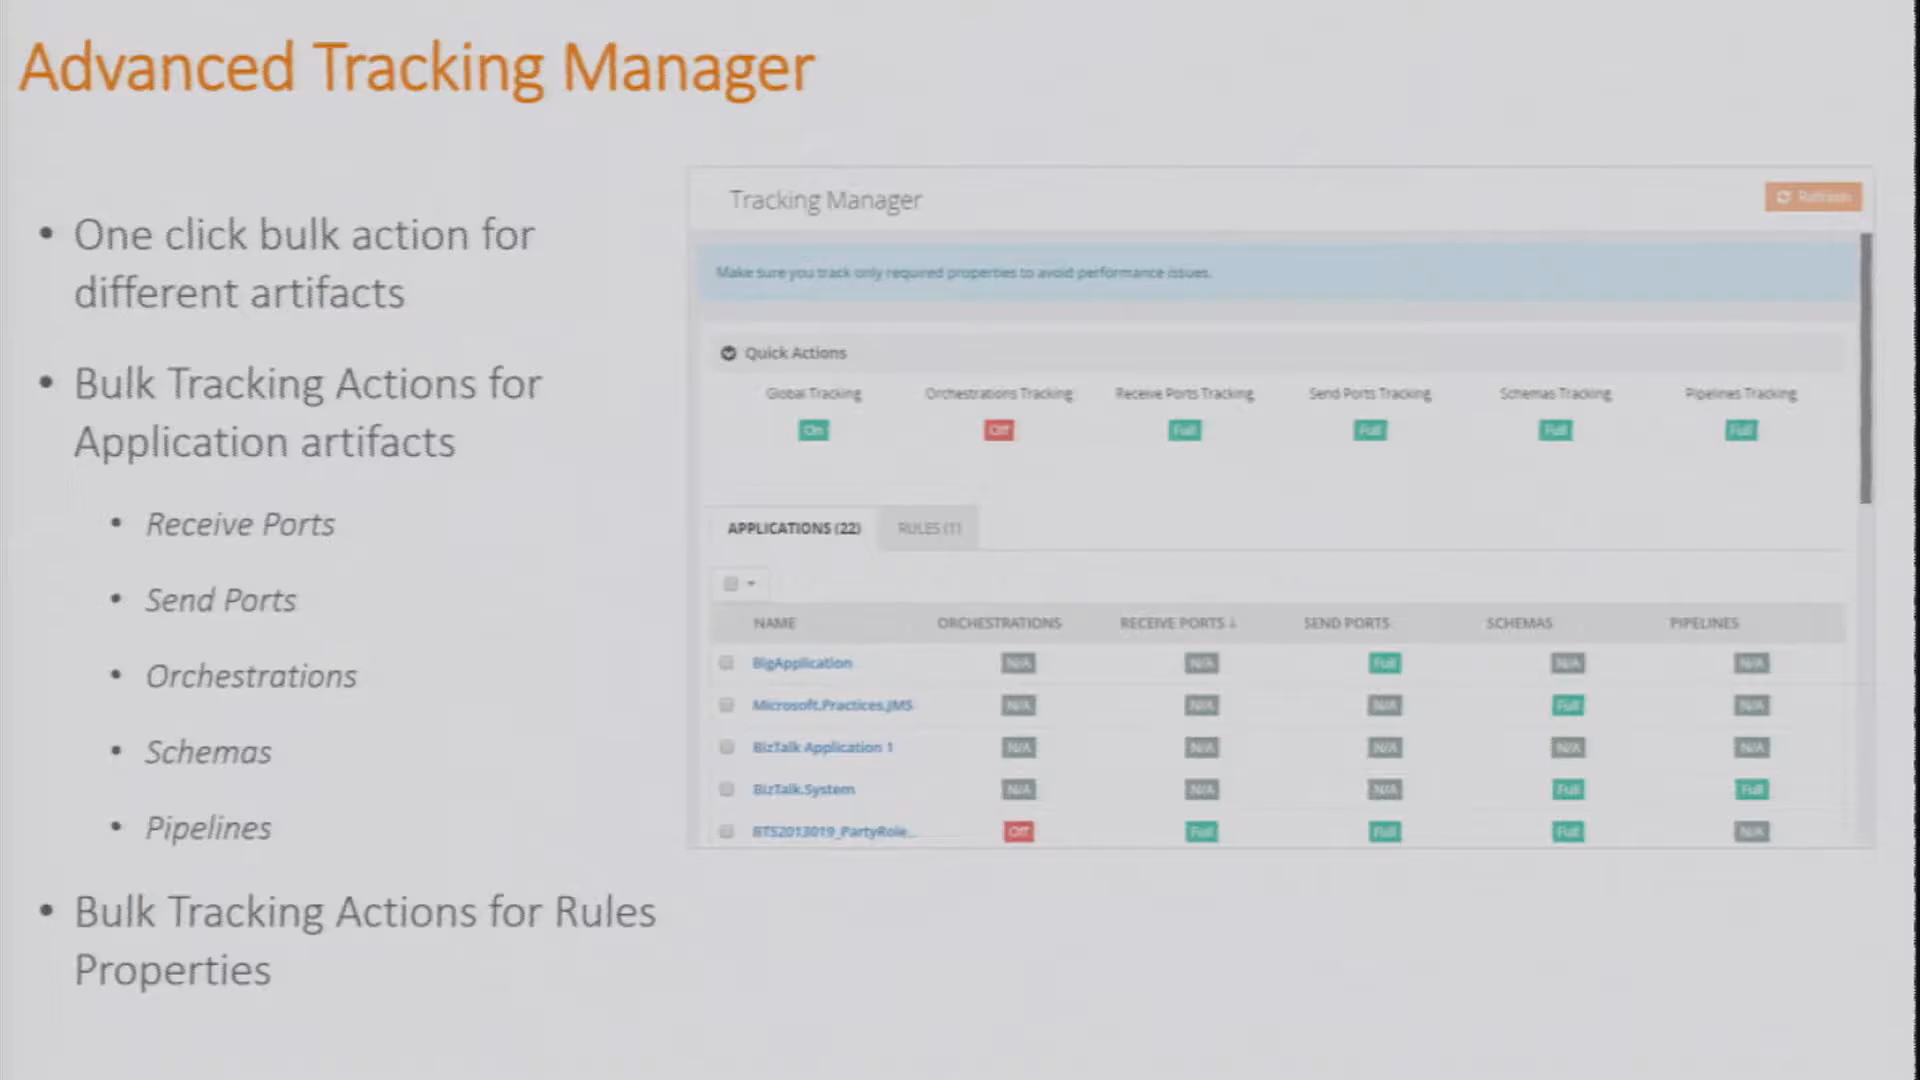 Advanced Tracking Manager
• One click bulk action for
different artifacts
• Bulk Tracking Actions for
Application artifacts
• Receive Ports
• Send Ports
• Orchestrations
• Schemas
• Pipelines
• Bulk Tracking Actions for Rules
Properties
Tracking Manager
Refresh
Make sure you track only required properties to avoid performance issues.
Quick Actions
Global Tracking Orchestrations Tracking Receive Ports Tracking Send Ports Tracking Schemas Tracking Pipelines Tracking
On Off Full Full Full Full
APPLICATIONS (22) RULES (1)
NAME ORCHESTRATIONS RECEIVE PORTS ↓ SEND PORTS SCHEMAS PIPELINES
BigApplication N/A N/A Full N/A N/A
Microsoft.Practices.JMS N/A N/A N/A Full N/A
BizTalk Application 1 N/A N/A N/A N/A N/A
BizTalk.System N/A N/A N/A Full Full
BTS2013019_PartyRole... Off Full Full Full N/A